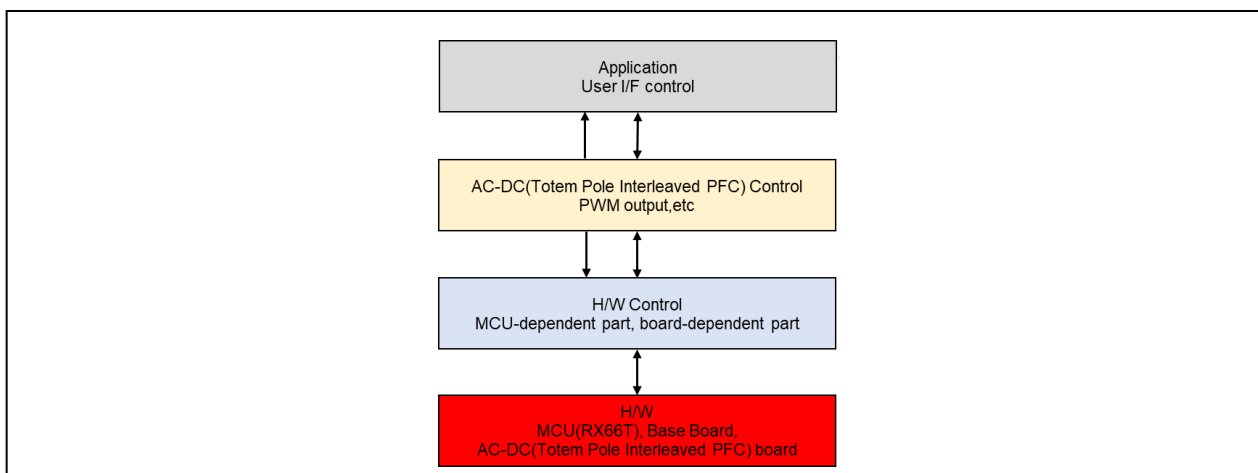 Application
User I/F control
AC-DC(Totem Pole Interleaved PFC) Control
PWM output,etc
H/W Control
MCU-dependent part, board-dependent part
H/W
MCU(RX66T), Base Board,
AC-DC(Totem Pole Interleaved PFC) board